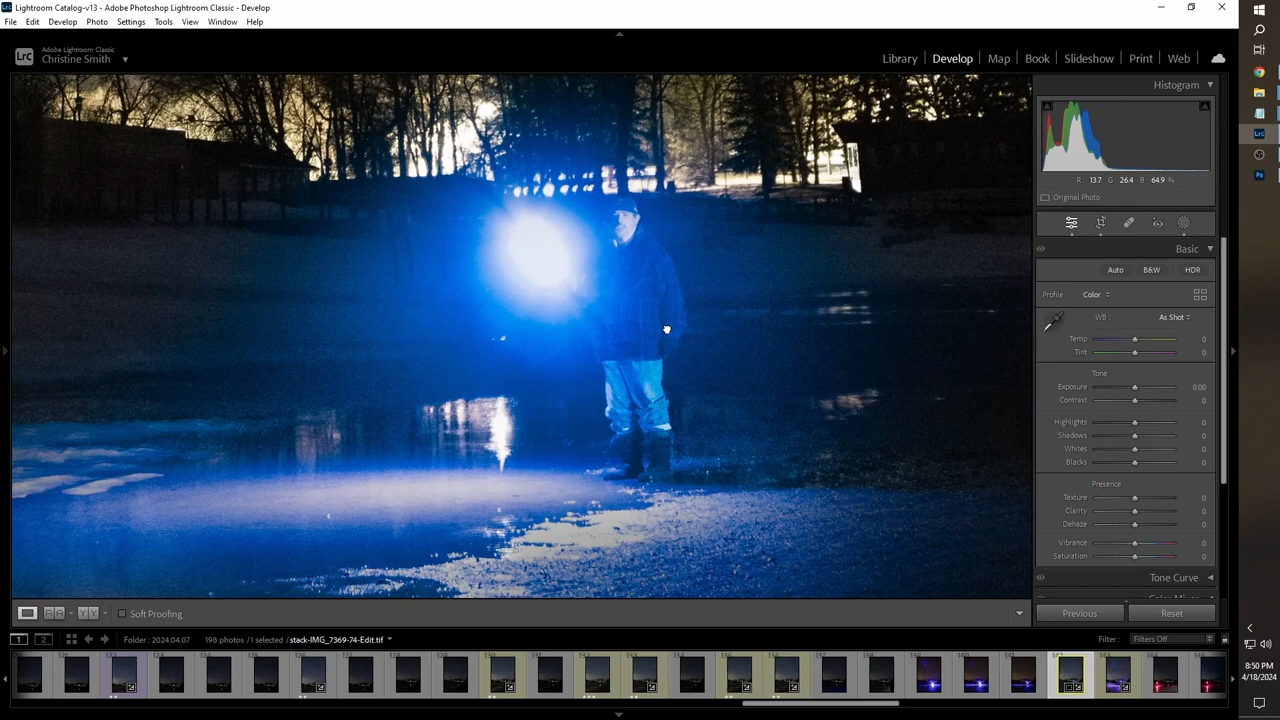 Lightroom Catalog-v13 - Adobe Photoshop Lightroom Classic - Develop
File Edit Develop Photo Settings Tools View Window Help
Lrc
Adobe Lightroom Classic
Christine Smith
Library Develop Map Book Slideshow Print Web
Histogram
R 13.7 G 26.4 B 64.9 %
Original Photo
Basic
Auto B&W HDR
Profile : Color
WB : As Shot
Temp
Tint
Tone
Exposure 0.00
Contrast 0
Highlights 0
Shadows 0
Whites 0
Blacks 0
Presence
Texture 0
Clarity 0
Dehaze 0
Vibrance 0
Saturation 0
Tone Curve
Previous Reset
Soft Proofing
1 2 Folder : 2024.04.07 198 photos / 1 selected / stack-IMG_7369-74-Edit.tif Filter : Filters Off
8:50 PM
4/18/2024